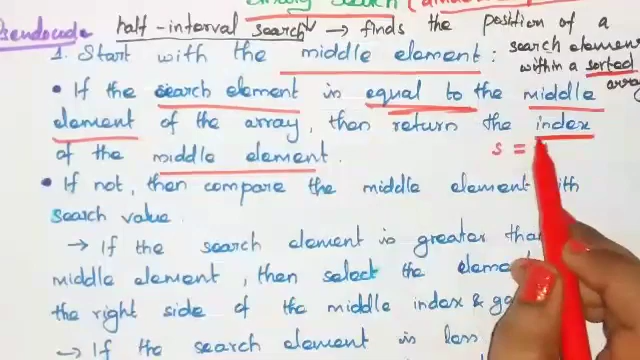 Binary Search (
Pseudocode half-interval search → finds the position of a
search element within a sorted array
1. Start with the middle element :
• If the search element is equal to the middle
element of the array, then return the index
of the middle element.
s =
• If not, then compare the middle element with
search value.
→ If the search element is greater than
middle element, then select the
the right side of the middle index &
→ If the search element is less